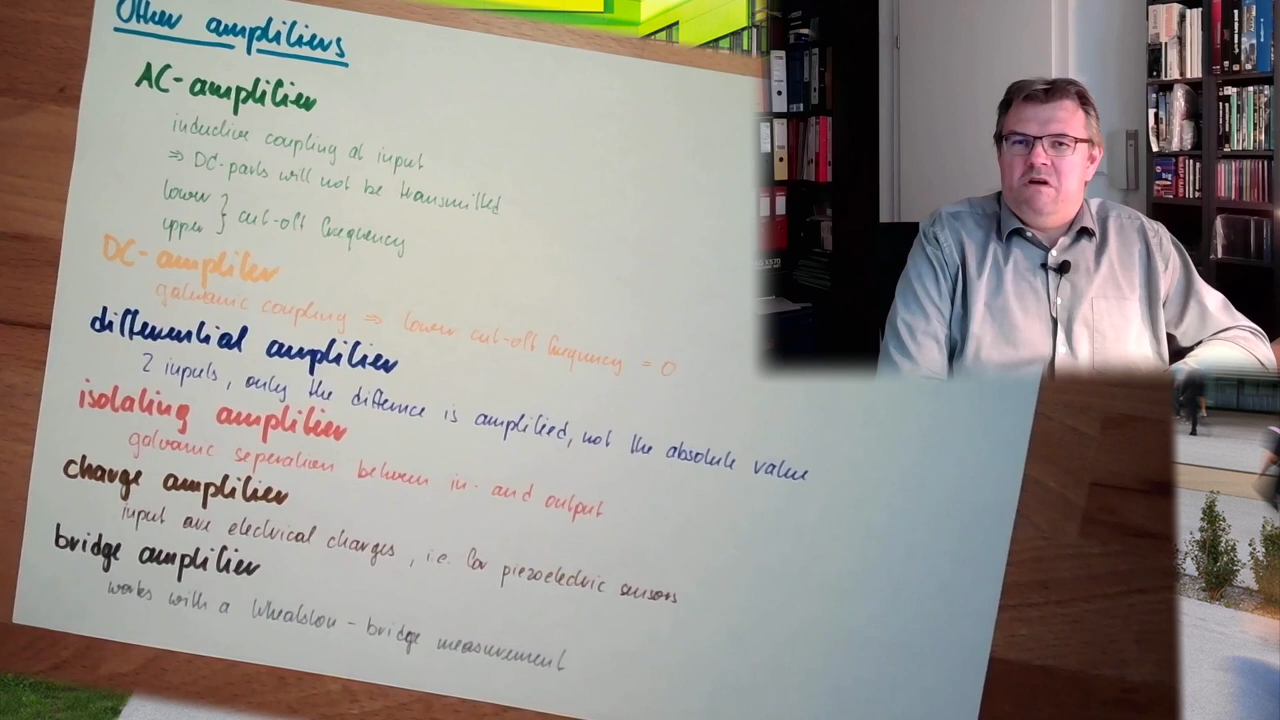 Other amplifiers
AC-amplifier
inductive coupling at input
⇒ DC-parts will not be transmitted
lower
upper } cut-off frequency
DC-amplifier
galvanic coupling ⇒ lower cut-off frequency = 0
differential amplifier
2 inputs, only the difference is amplified, not the absolute value
isolating amplifier
galvanic seperation between in- and output
charge amplifier
input are electrical charges, i.e. for piezoelectric sensors
bridge amplifier
works with a Wheatston-bridge measurement